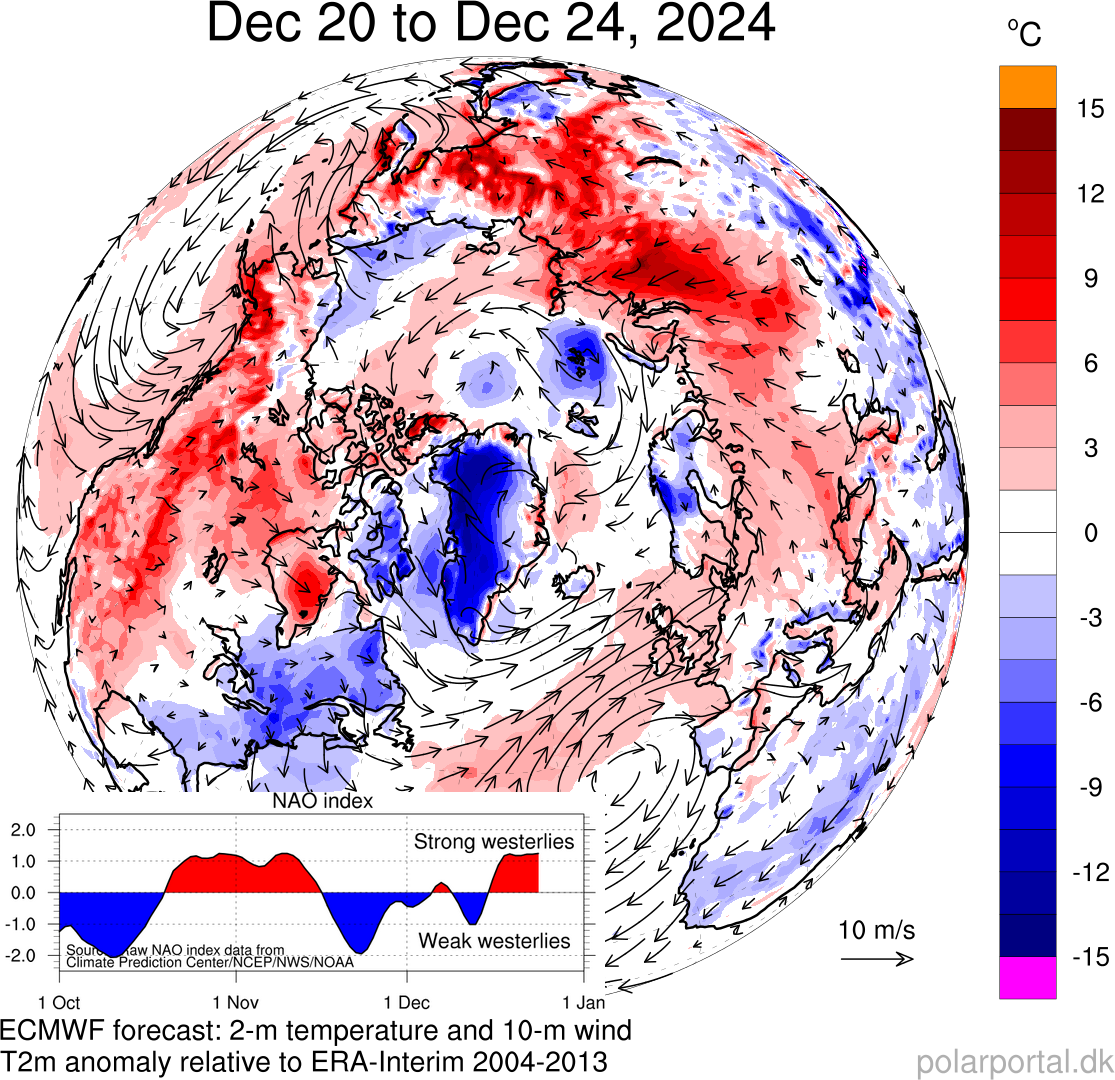 Dec 20 to Dec 24, 2024
°C
15
12
9
6
3
0
-3
-6
-9
-12
-15
NAO index
2.0
1.0
0.0
-1.0
-2.0
Strong westerlies
Weak westerlies
raw NAO index data from
Climate Prediction Center/NCEP/NWS/NOAA
1 Oct
1 Nov
1 Dec
1 Jan
10 m/s
ECMWF forecast: 2-m temperature and 10-m wind
T2m anomaly relative to ERA-Interim 2004-2013
polarportal.dk